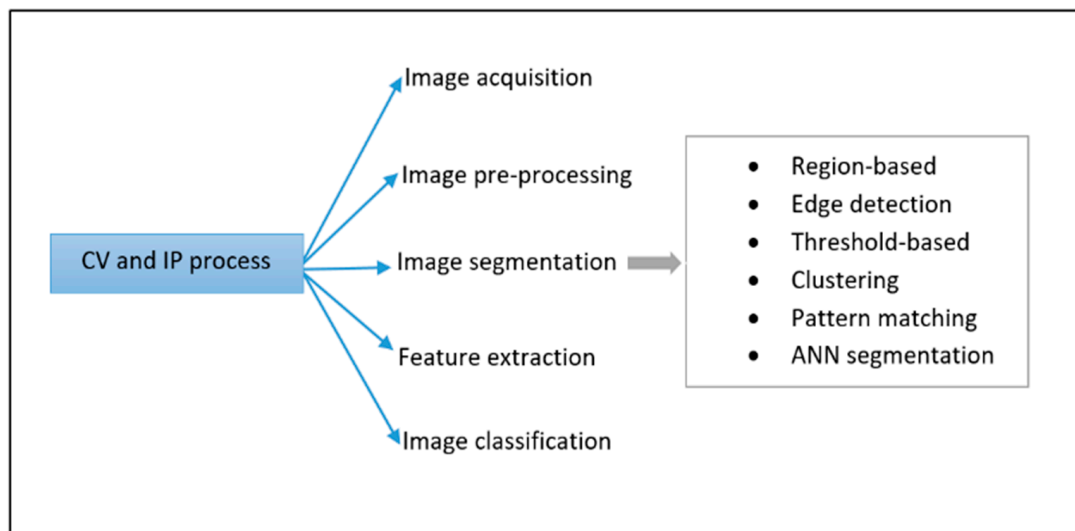 CV and IP process
Image acquisition
Image pre-processing
Image segmentation
Feature extraction
Image classification
• Region-based
• Edge detection
• Threshold-based
• Clustering
• Pattern matching
• ANN segmentation